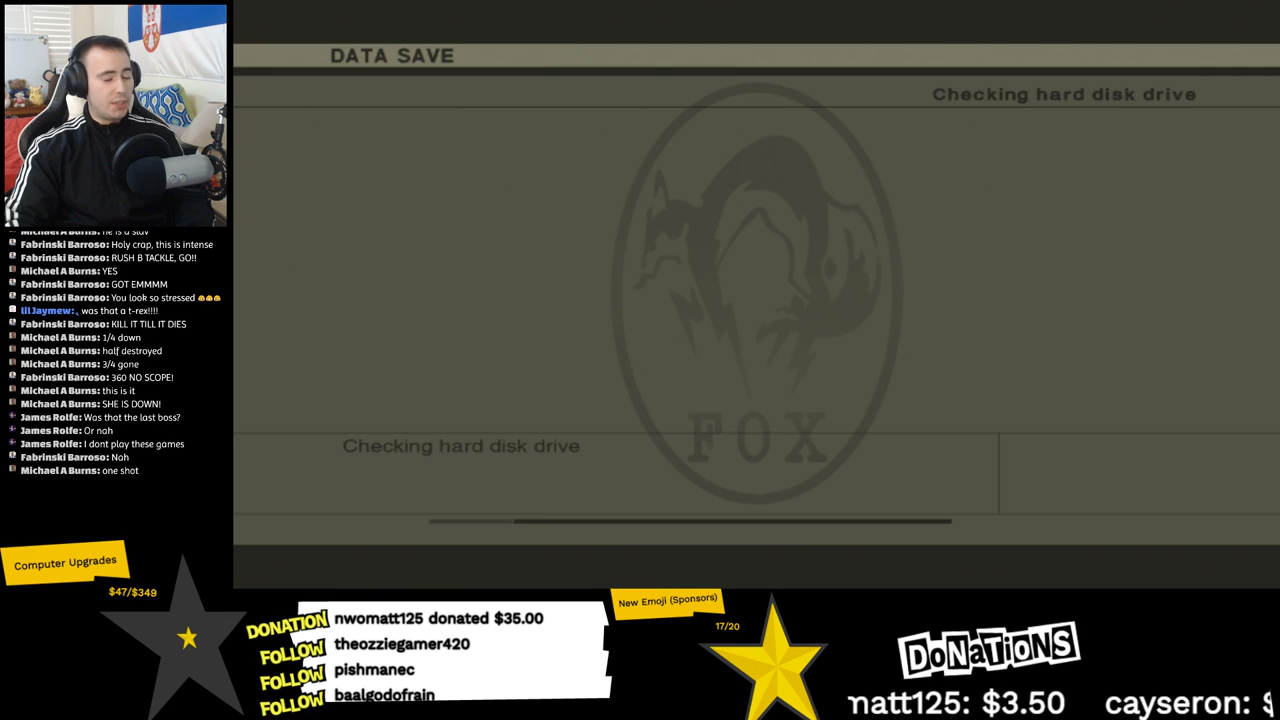 DATA SAVE
Checking hard disk drive
FOX
Checking hard disk drive
Michael A Burns: he is a slav
Fabrinski Barroso: Holy crap, this is intense
Fabrinski Barroso: RUSH B TACKLE, GO!!
Michael A Burns: YES
Fabrinski Barroso: GOT EMMMM
Fabrinski Barroso: You look so stressed
lil Jaymew: was that a t-rex!!!!
Fabrinski Barroso: KILL IT TILL IT DIES
Michael A Burns: 1/4 down
Michael A Burns: half destroyed
Michael A Burns: 3/4 gone
Fabrinski Barroso: 360 NO SCOPE!
Michael A Burns: this is it
Michael A Burns: SHE IS DOWN!
James Rolfe: Was that the last boss?
James Rolfe: Or nah
James Rolfe: I dont play these games
Fabrinski Barroso: Nah
Michael A Burns: one shot
Computer Upgrades
$47/$349
DONATION nwomatt125 donated $35.00
FOLLOW theozziegamer420
FOLLOW pishmanec
FOLLOW baalgodofrain
New Emoji (Sponsors)
17/20
DoNaTioNS
matt125: $3.50 cayseron: $